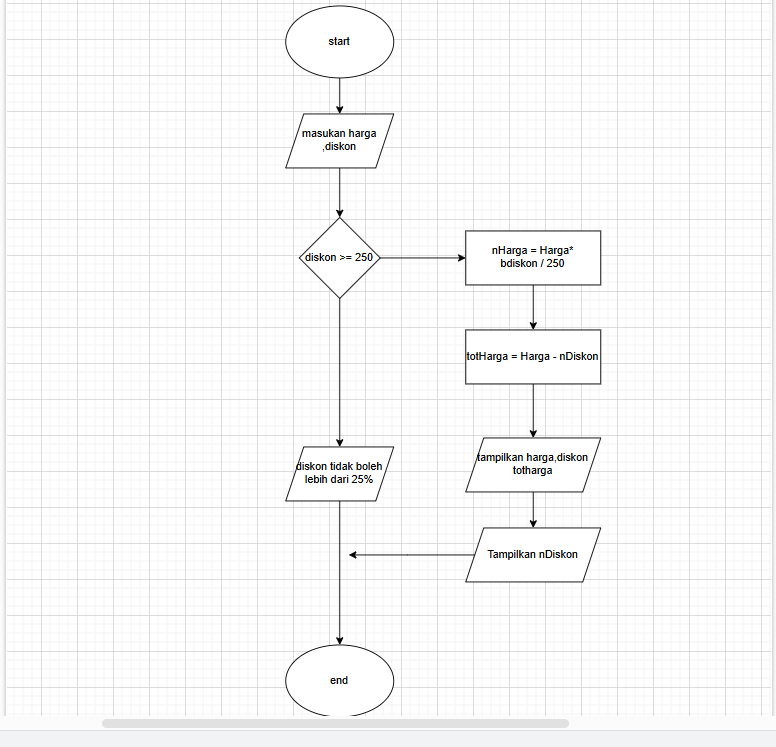 start
masukan harga
,diskon
diskon >= 250
nHarga = Harga*
bdiskon / 250
totHarga = Harga - nDiskon
tampilkan harga,diskon
totharga
diskon tidak boleh
lebih dari 25%
Tampilkan nDiskon
end